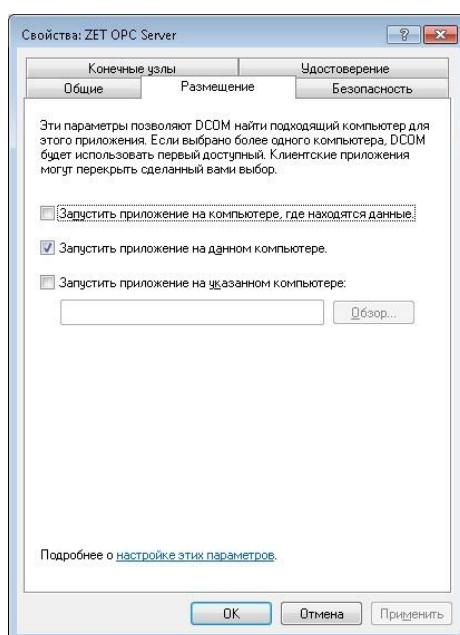 Свойства: ZET OPC Server
Конечные узлы
Удостоверение
Общие
Размещение
Безопасность
Эти параметры позволяют DCOM найти подходящий компьютер для
этого приложения. Если выбрано более одного компьютера, DCOM
будет использовать первый доступный. Клиентские приложения
могут перекрыть сделанный вами выбор.
Запустить приложение на компьютере, где находятся данные.
Запустить приложение на данном компьютере.
Запустить приложение на указанном компьютере:
Обзор...
Подробнее о настройке этих параметров.
OK
Отмена
Применить